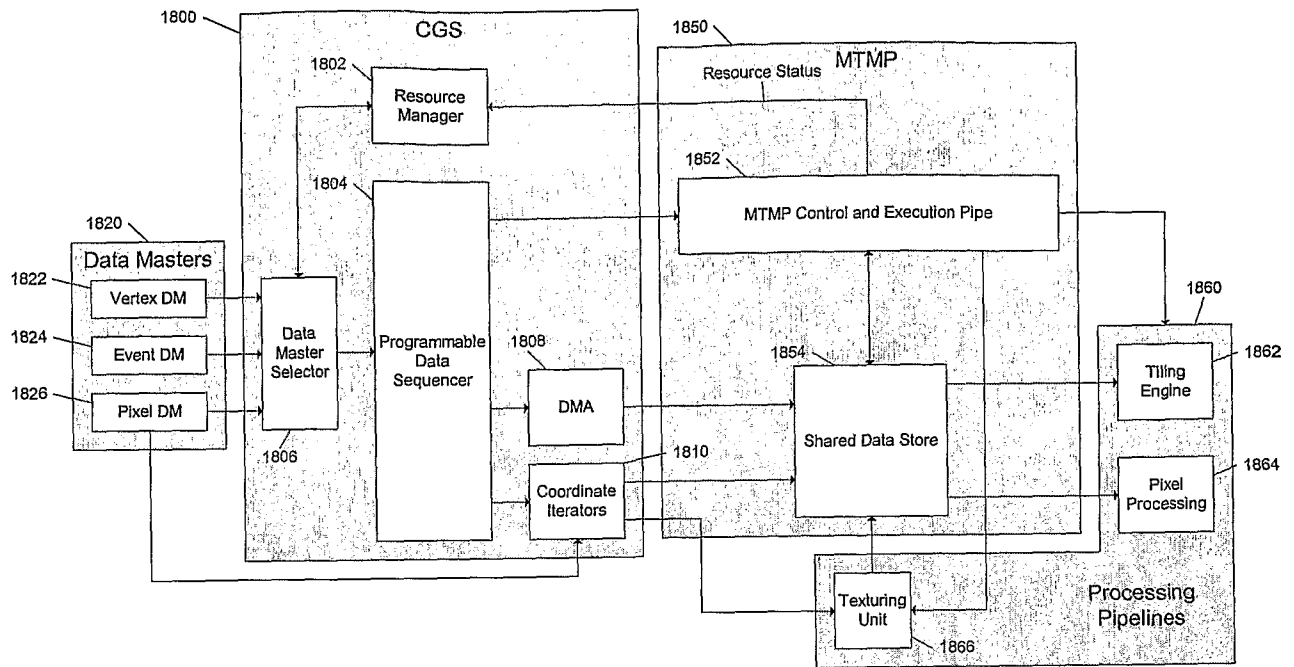 1800
CGS
1850
MTMP
1802
Resource
Manager
Resource Status
1852
MTMP Control and Execution Pipe
1804
Programmable
Data
Sequencer
1820
Data Masters
1822
Vertex DM
1824
Event DM
1826
Pixel DM
Data
Master
Selector
1806
1808
DMA
1810
Coordinate
Iterators
1854
Shared Data Store
1860
1862
Tiling
Engine
1864
Pixel
Processing
Texturing
Unit
1866
Processing
Pipelines